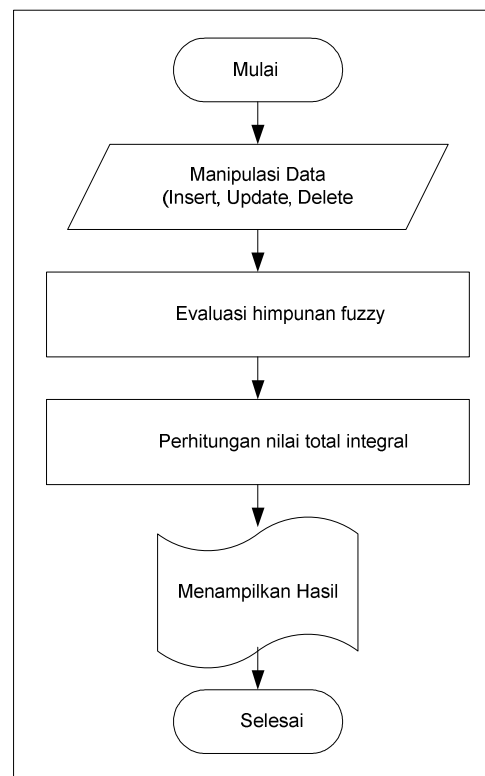 Mulai
Manipulasi Data
(Insert, Update, Delete
Evaluasi himpunan fuzzy
Perhitungan nilai total integral
Menampilkan Hasil
Selesai